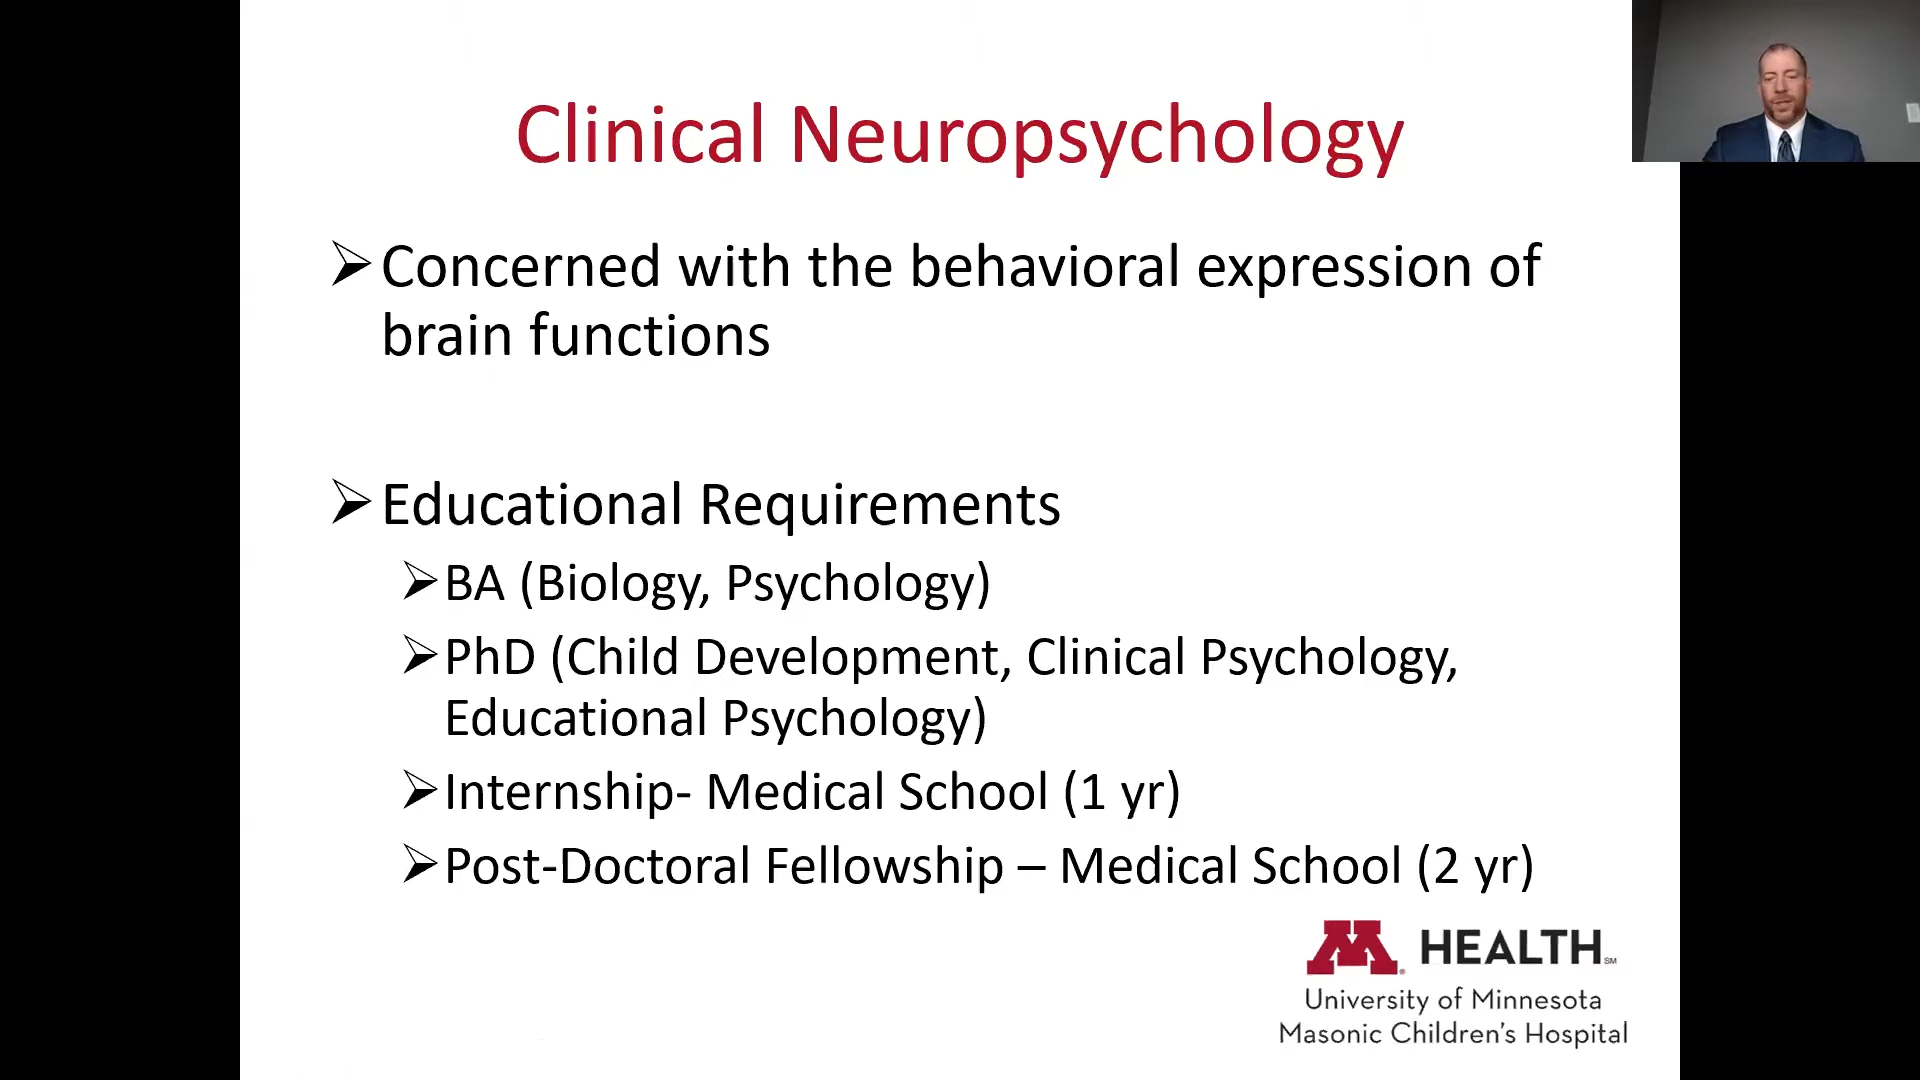 Clinical Neuropsychology
➢Concerned with the behavioral expression of
brain functions
➢Educational Requirements
➢BA (Biology, Psychology)
➢PhD (Child Development, Clinical Psychology,
Educational Psychology)
➢Internship- Medical School (1 yr)
➢Post-Doctoral Fellowship – Medical School (2 yr)
M® HEALTH℠
University of Minnesota
Masonic Children's Hospital